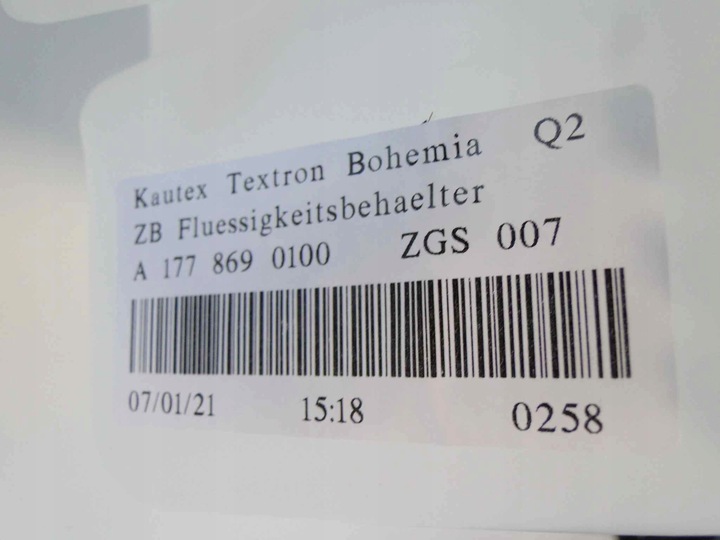 Kautex Textron Bohemia Q2
ZB Fluessigkeitsbehaelter
A 177 869 0100 ZGS 007
07/01/21 15:18 0258